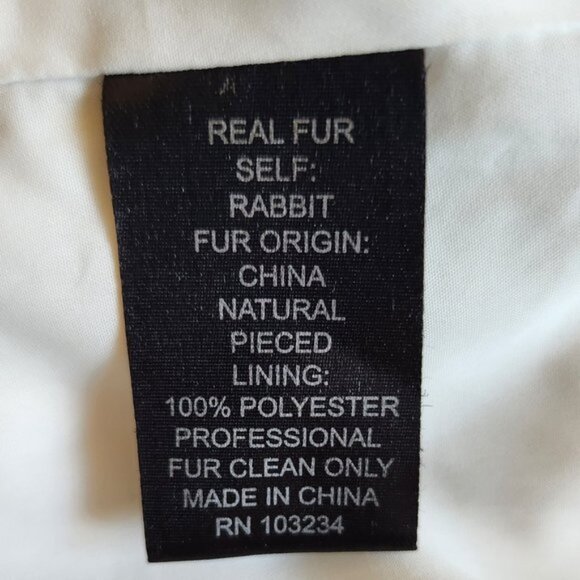 REAL FUR
SELF:
RABBIT
FUR ORIGIN:
CHINA
NATURAL
PIECED
LINING:
100% POLYESTER
PROFESSIONAL
FUR CLEAN ONLY
MADE IN CHINA
RN 103234